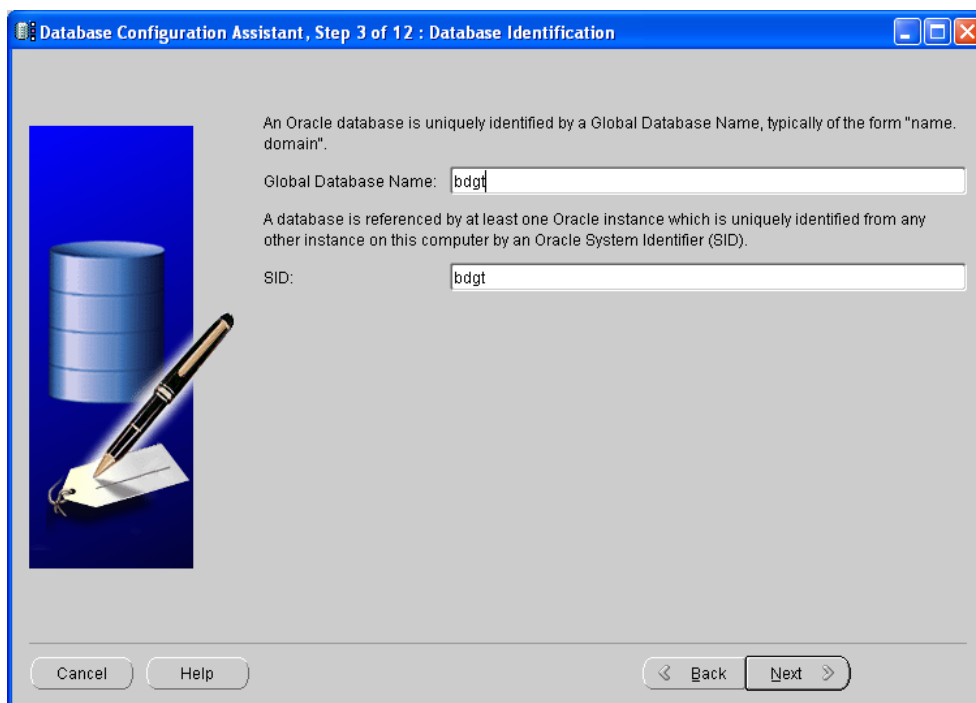 Database Configuration Assistant, Step 3 of 12 : Database Identification
An Oracle database is uniquely identified by a Global Database Name, typically of the form "name.
domain".
Global Database Name: bdgt
A database is referenced by at least one Oracle instance which is uniquely identified from any
other instance on this computer by an Oracle System Identifier (SID).
SID: bdgt
Cancel Help Back Next